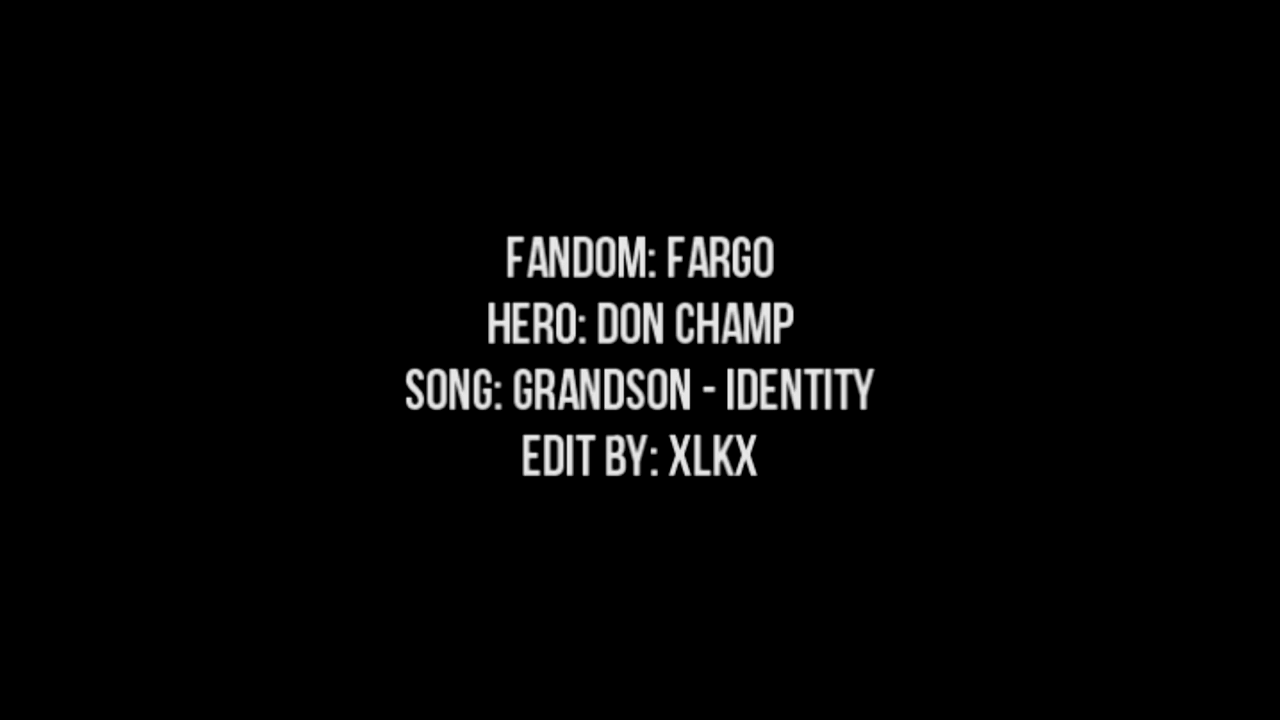 FANDOM: FARGO
HERO: DON CHAMP
SONG: GRANDSON - IDENTITY
EDIT BY: XLKX